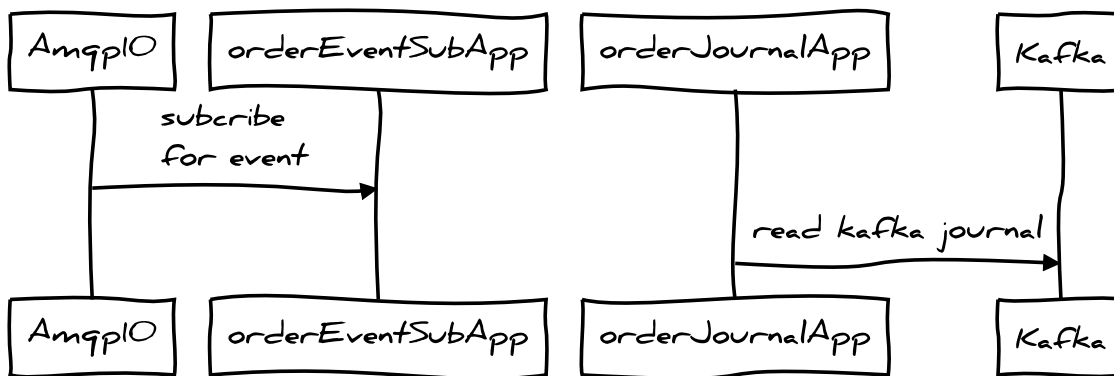 AmqpIO
orderEventSubApp
orderJournalApp
Kafka
subcribe
for event
read kafka journal
AmqpIO
orderEventSubApp
orderJournalApp
Kafka